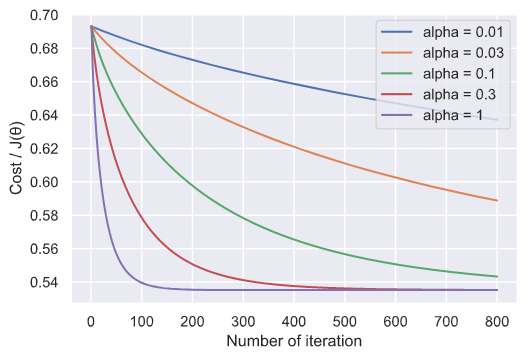 0.70
0.68
0.66
0.64
0.62
0.60
0.58
0.56
0.54
Cost / J(θ)
alpha = 0.01
alpha = 0.03
alpha = 0.1
alpha = 0.3
alpha = 1
0 100 200 300 400 500 600 700 800
Number of iteration